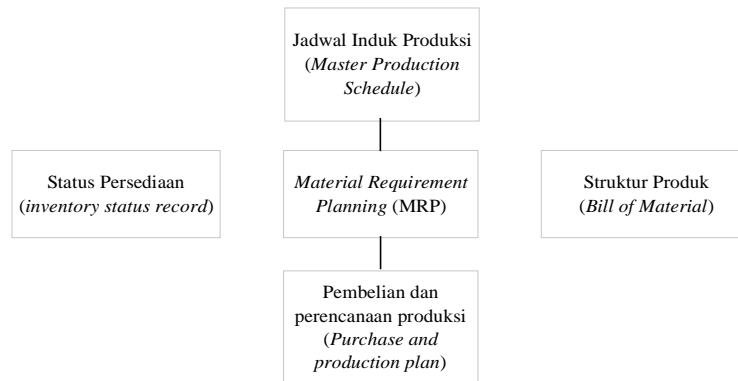 Jadwal Induk Produksi
(Master Production
Schedule)
Status Persediaan
(inventory status record)
Material Requirement
Planning (MRP)
Struktur Produk
(Bill of Material)
Pembelian dan
perencanaan produksi
(Purchase and
production plan)